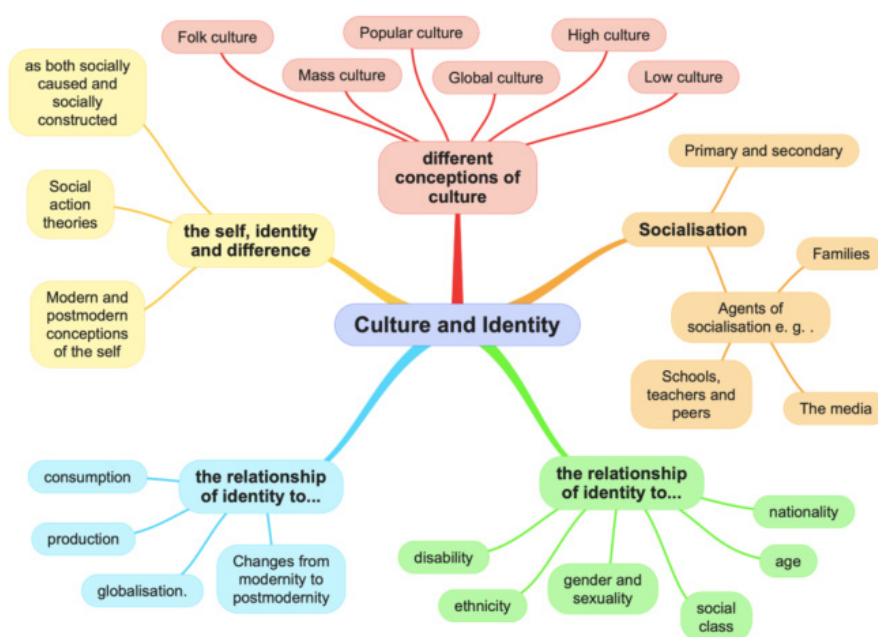 Folk culture
Popular culture
High culture
Mass culture
Global culture
Low culture
different
conceptions of
culture
as both socially
caused and
socially
constructed
Social
action
theories
Modern and
postmodern
conceptions
of the self
the self, identity
and difference
Primary and secondary
Socialisation
Families
Agents of
socialisation e. g. .
Schools,
teachers and
peers
The media
Culture and Identity
the relationship
of identity to...
consumption
production
globalisation.
Changes from
modernity to
postmodernity
the relationship
of identity to...
disability
ethnicity
gender and
sexuality
social
class
age
nationality